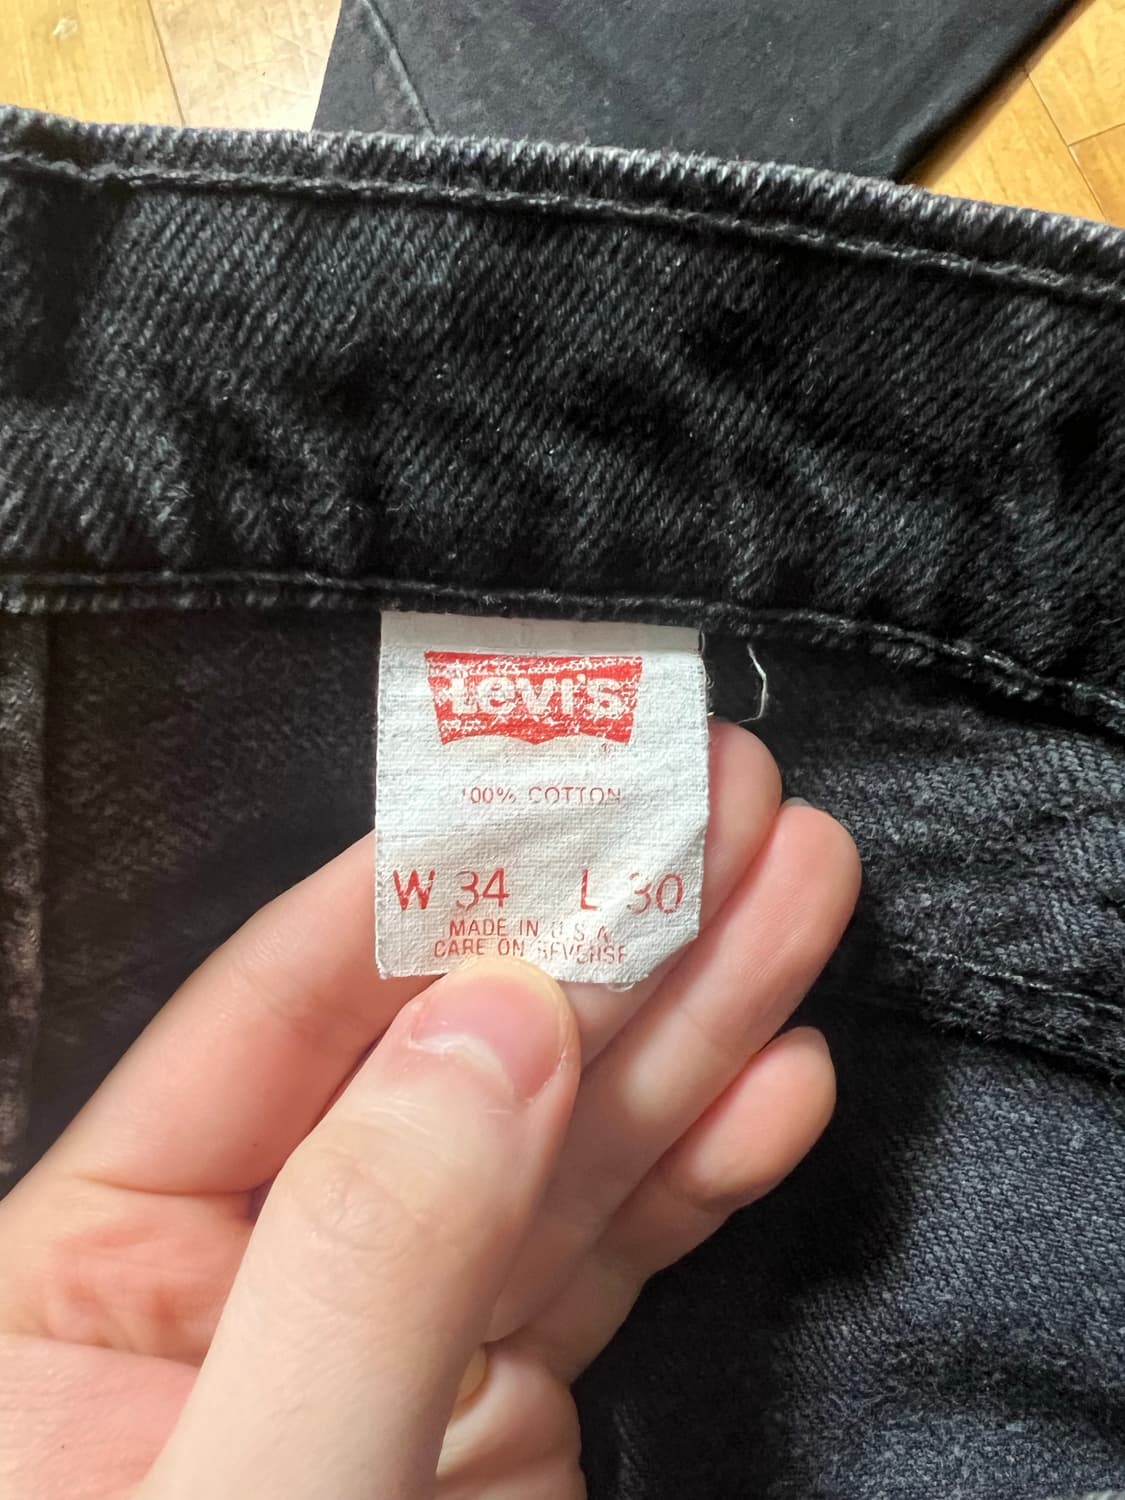 Levi's
100% COTTON
W 34 L 30
MADE IN U.S.A.
CARE ON REVERSE